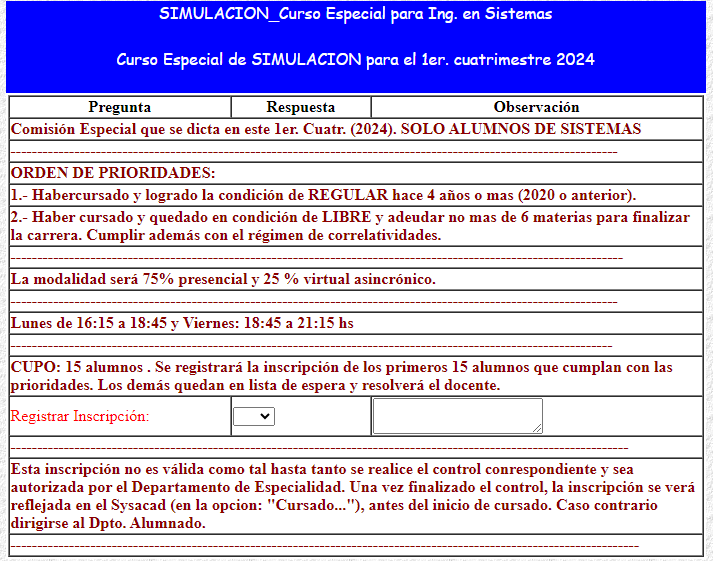 SIMULACION_Curso Especial para Ing. en Sistemas
Curso Especial de SIMULACION para el 1er. cuatrimestre 2024
Pregunta Respuesta Observación
Comisión Especial que se dicta en este 1er. Cuatr. (2024). SOLO ALUMNOS DE SISTEMAS
ORDEN DE PRIORIDADES:
1.- Habercursado y logrado la condición de REGULAR hace 4 años o mas (2020 o anterior).
2.- Haber cursado y quedado en condición de LIBRE y adeudar no mas de 6 materias para finalizar
la carrera. Cumplir además con el régimen de correlatividades.
La modalidad será 75% presencial y 25 % virtual asincrónico.
Lunes de 16:15 a 18:45 y Viernes: 18:45 a 21:15 hs
CUPO: 15 alumnos . Se registrará la inscripción de los primeros 15 alumnos que cumplan con las
prioridades. Los demás quedan en lista de espera y resolverá el docente.
Registrar Inscripción:
Esta inscripción no es válida como tal hasta tanto se realice el control conrespondiente y sea
autorizada por el Departamento de Especialidad. Una vez finalizado el control, la inscripción se verá
reflejada en el Sysacad (en la opcion: "Cursado..."), antes del inicio de cursado. Caso contrario
dirigirse al Dpto. Alumnado.